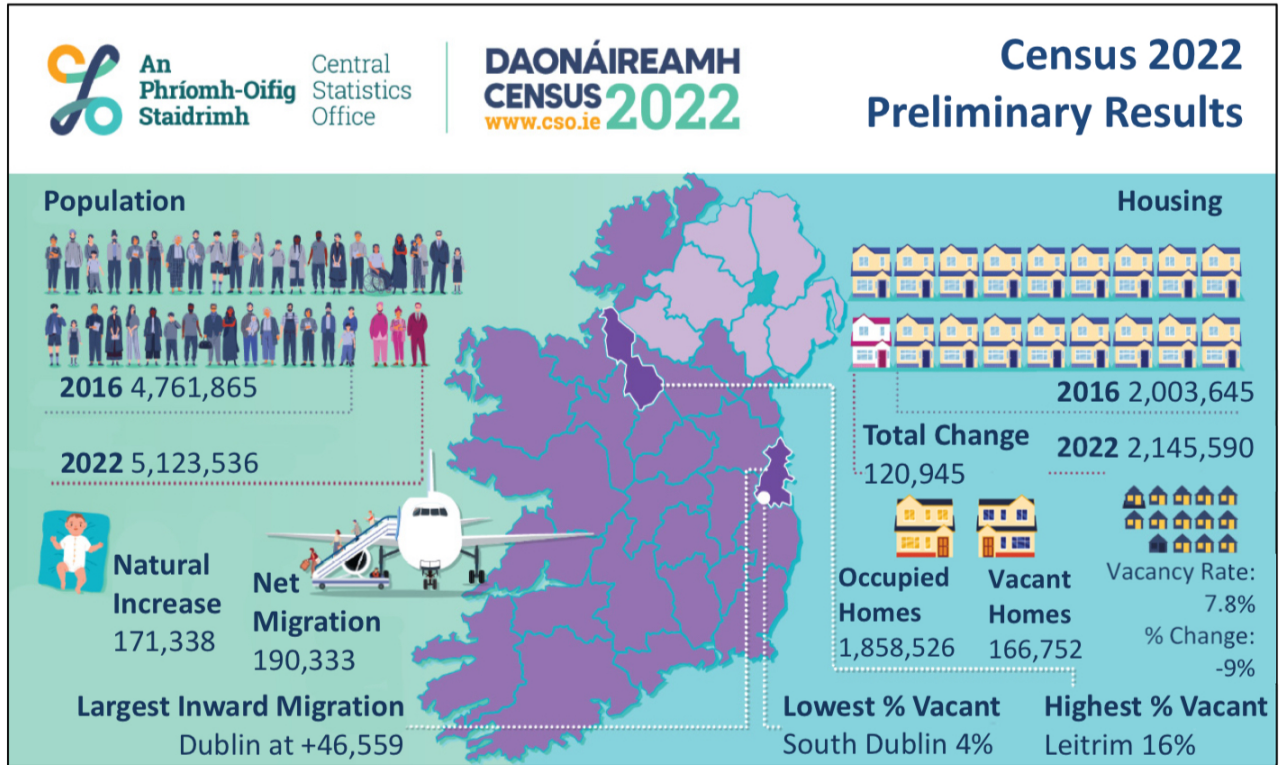 An
Phríomh-Oifig
Staidrimh
Central
Statistics
Office
DAONÁIREAMH
CENSUS 2022
www.cso.ie
Census 2022
Preliminary Results
Population
2016 4,761,865
2022 5,123,536
Natural
Increase
171,338
Net
Migration
190,333
Largest Inward Migration
Dublin at +46,559
Housing
2016 2,003,645
Total Change
120,945
2022 2,145,590
Occupied
Homes
1,858,526
Vacant
Homes
166,752
Vacancy Rate:
7.8%
% Change:
-9%
Lowest % Vacant
South Dublin 4%
Highest % Vacant
Leitrim 16%